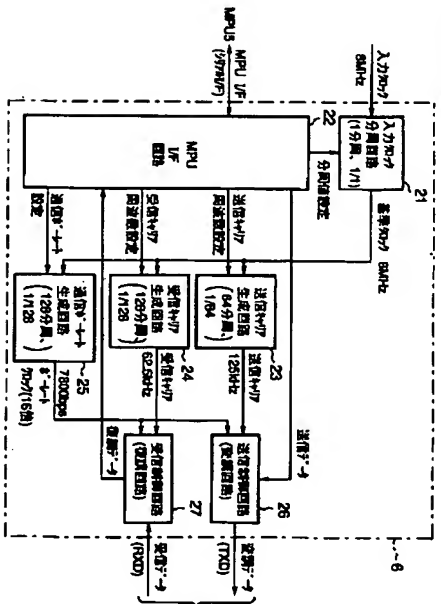 入力クロック
8MHz
MPU5
MPU I/F
(シリアルI/F)
22
MPU
I/F
回路
21
入力クロック
分周回路
(1分周、1/1)
分周値設定
基準クロック 8MHz
送信キャリア
周波数設定
送信キャリア
生成回路
(64分周、
1/64)
23
送信キャリア
125kHz
受信キャリア
周波数設定
受信キャリア
生成回路
(128分周、
1/128)
24
受信キャリア
62.5kHz
送信ボーレート
設定
通信ボーレート
生成回路
(128分周、
1/128)
25
7800bps
ボーレート
クロック(16倍)
送信データ
送信制御回路
(変調回路)
26
変調データ
(TXD)
復調データ
受信制御回路
(復調回路)
27
受信データ
(RXD)
6